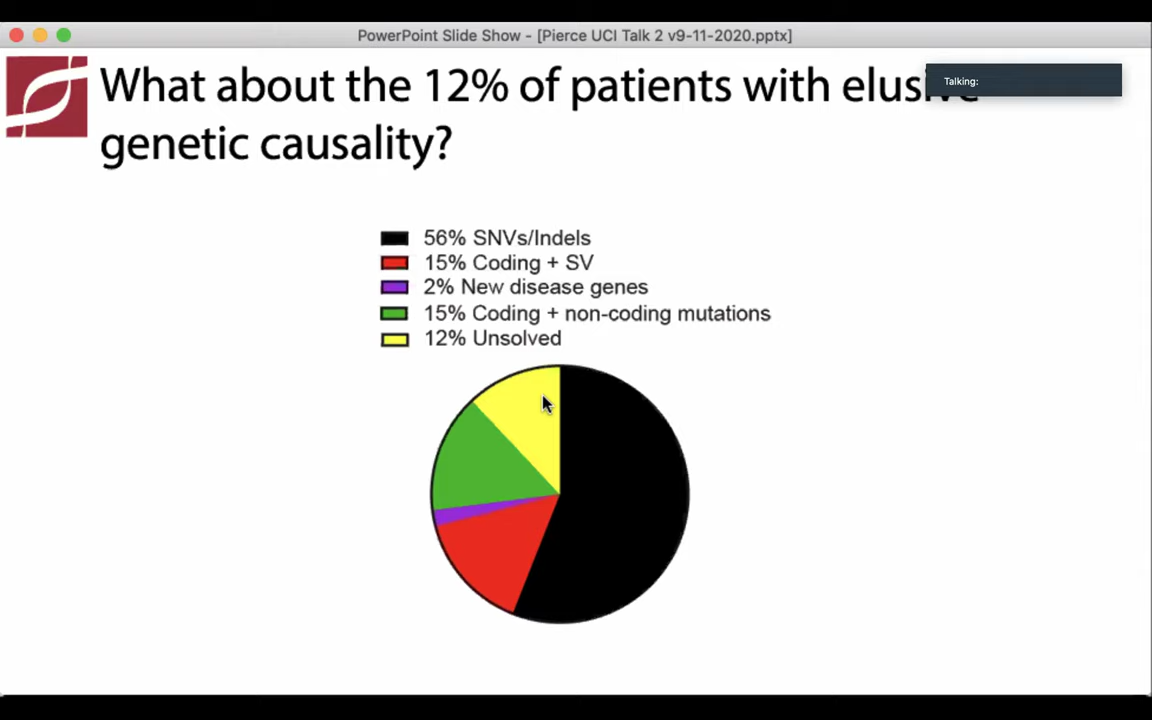 PowerPoint Slide Show - [Pierce UCI Talk 2 v9-11-2020.pptx]
Talking:
What about the 12% of patients with elusive
genetic causality?
56% SNVs/Indels
15% Coding + SV
2% New disease genes
15% Coding + non-coding mutations
12% Unsolved